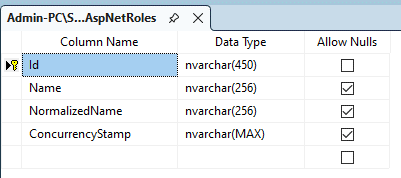 Admin-PC\S...AspNetRoles
Column Name Data Type Allow Nulls
Id nvarchar(450)
Name nvarchar(256)
NormalizedName nvarchar(256)
ConcurrencyStamp nvarchar(MAX)